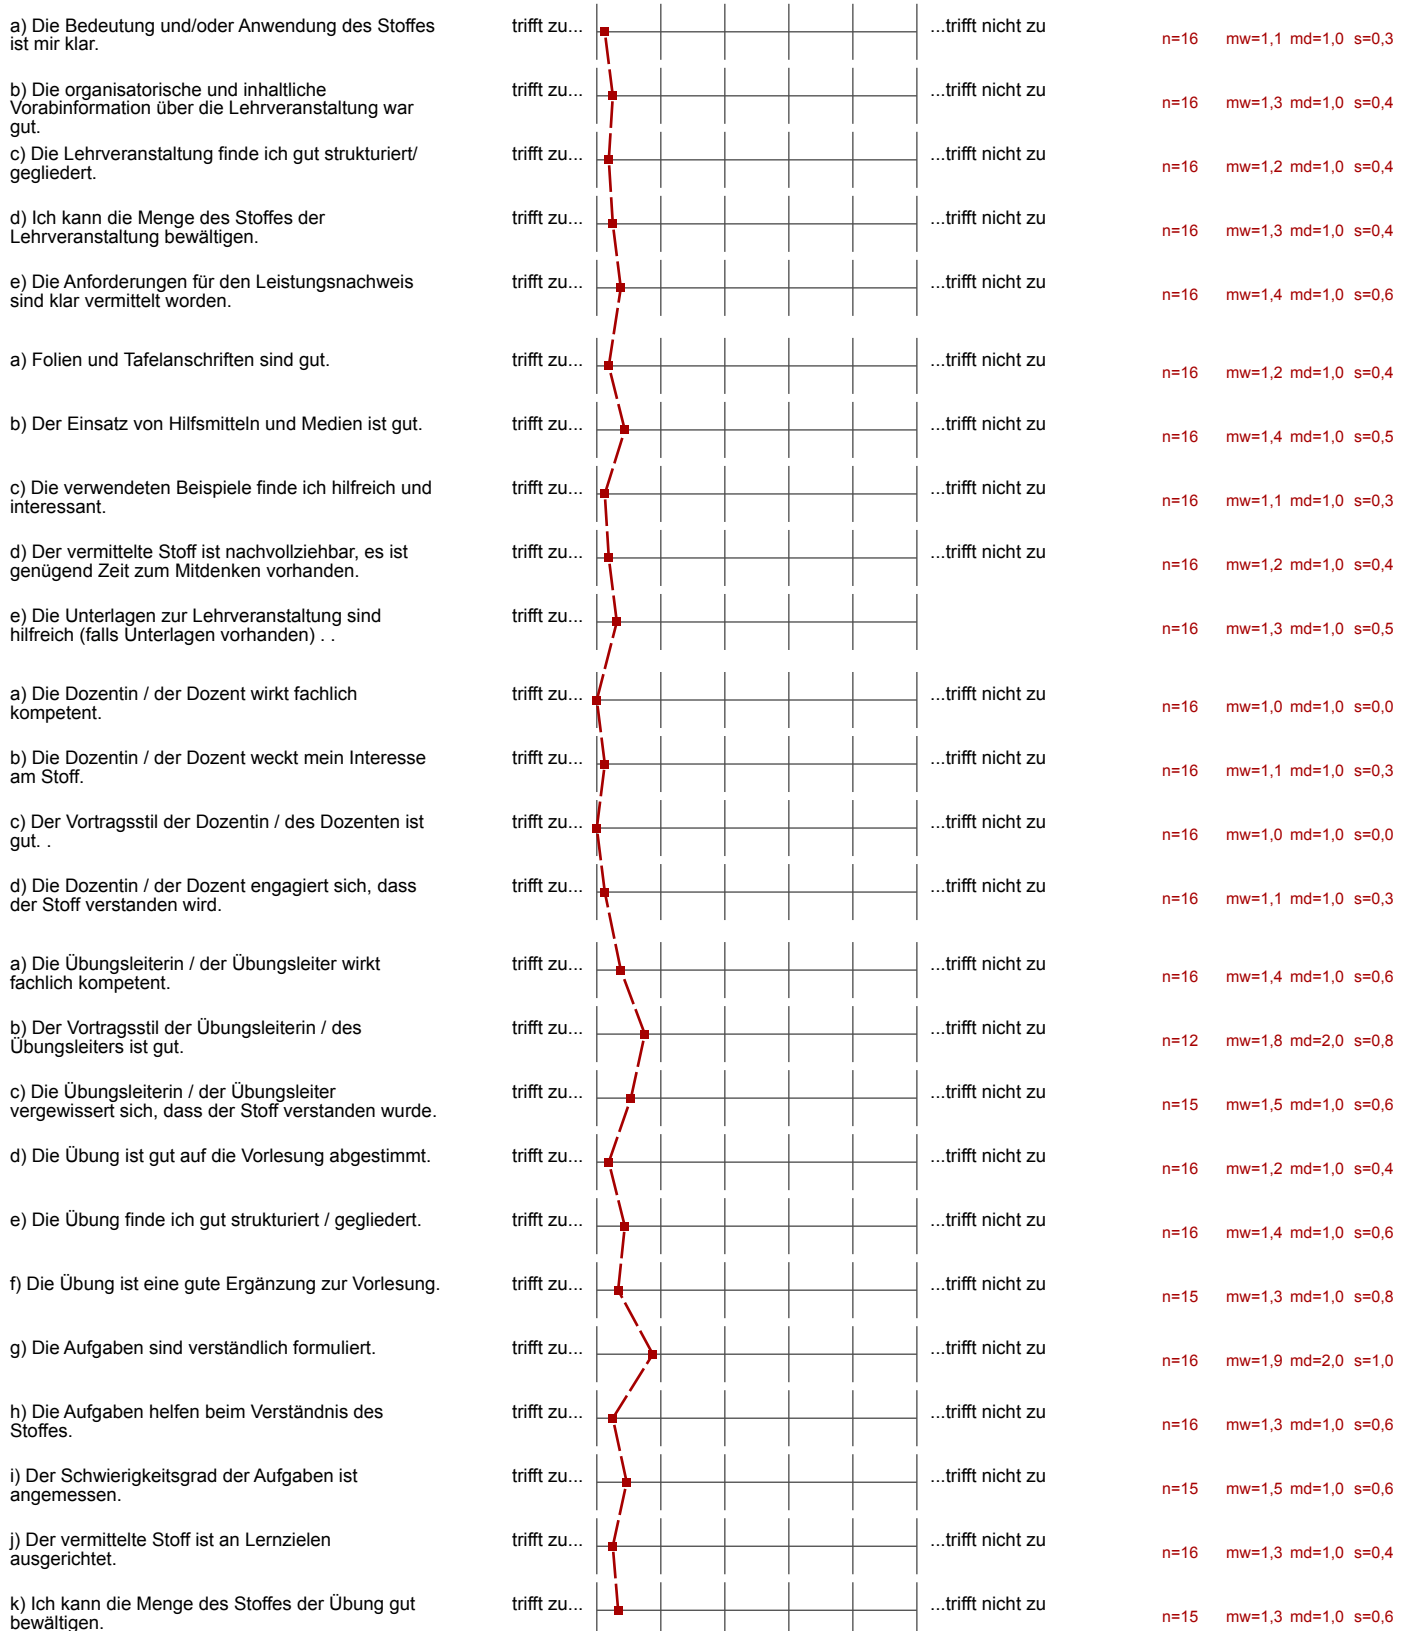 a) Die Bedeutung und/oder Anwendung des Stoffes
ist mir klar.
trifft zu...
...trifft nicht zu
n=16 mw=1,1 md=1,0 s=0,3
b) Die organisatorische und inhaltliche
Vorabinformation über die Lehrveranstaltung war
gut.
trifft zu...
...trifft nicht zu
n=16 mw=1,3 md=1,0 s=0,4
c) Die Lehrveranstaltung finde ich gut strukturiert/
gegliedert.
trifft zu...
...trifft nicht zu
n=16 mw=1,2 md=1,0 s=0,4
d) Ich kann die Menge des Stoffes der
Lehrveranstaltung bewältigen.
trifft zu...
...trifft nicht zu
n=16 mw=1,3 md=1,0 s=0,4
e) Die Anforderungen für den Leistungsnachweis
sind klar vermittelt worden.
trifft zu...
...trifft nicht zu
n=16 mw=1,4 md=1,0 s=0,6
a) Folien und Tafelanschriften sind gut.
trifft zu...
...trifft nicht zu
n=16 mw=1,2 md=1,0 s=0,4
b) Der Einsatz von Hilfsmitteln und Medien ist gut.
trifft zu...
...trifft nicht zu
n=16 mw=1,4 md=1,0 s=0,5
c) Die verwendeten Beispiele finde ich hilfreich und
interessant.
trifft zu...
...trifft nicht zu
n=16 mw=1,1 md=1,0 s=0,3
d) Der vermittelte Stoff ist nachvollziehbar, es ist
genügend Zeit zum Mitdenken vorhanden.
trifft zu...
...trifft nicht zu
n=16 mw=1,2 md=1,0 s=0,4
e) Die Unterlagen zur Lehrveranstaltung sind
hilfreich (falls Unterlagen vorhanden) . .
trifft zu...
n=16 mw=1,3 md=1,0 s=0,5
a) Die Dozentin / der Dozent wirkt fachlich
kompetent.
trifft zu...
...trifft nicht zu
n=16 mw=1,0 md=1,0 s=0,0
b) Die Dozentin / der Dozent weckt mein Interesse
am Stoff.
trifft zu...
...trifft nicht zu
n=16 mw=1,1 md=1,0 s=0,3
c) Der Vortragsstil der Dozentin / des Dozenten ist
gut. .
trifft zu...
...trifft nicht zu
n=16 mw=1,0 md=1,0 s=0,0
d) Die Dozentin / der Dozent engagiert sich, dass
der Stoff verstanden wird.
trifft zu...
...trifft nicht zu
n=16 mw=1,1 md=1,0 s=0,3
a) Die Übungsleiterin / der Übungsleiter wirkt
fachlich kompetent.
trifft zu...
...trifft nicht zu
n=16 mw=1,4 md=1,0 s=0,6
b) Der Vortragsstil der Übungsleiterin / des
Übungsleiters ist gut.
trifft zu...
...trifft nicht zu
n=12 mw=1,8 md=2,0 s=0,8
c) Die Übungsleiterin / der Übungsleiter
vergewissert sich, dass der Stoff verstanden wurde.
trifft zu...
...trifft nicht zu
n=15 mw=1,5 md=1,0 s=0,6
d) Die Übung ist gut auf die Vorlesung abgestimmt.
trifft zu...
...trifft nicht zu
n=16 mw=1,2 md=1,0 s=0,4
e) Die Übung finde ich gut strukturiert / gegliedert.
trifft zu...
...trifft nicht zu
n=16 mw=1,4 md=1,0 s=0,6
f) Die Übung ist eine gute Ergänzung zur Vorlesung.
trifft zu...
...trifft nicht zu
n=15 mw=1,3 md=1,0 s=0,8
g) Die Aufgaben sind verständlich formuliert.
trifft zu...
...trifft nicht zu
n=16 mw=1,9 md=2,0 s=1,0
h) Die Aufgaben helfen beim Verständnis des
Stoffes.
trifft zu...
...trifft nicht zu
n=16 mw=1,3 md=1,0 s=0,6
i) Der Schwierigkeitsgrad der Aufgaben ist
angemessen.
trifft zu...
...trifft nicht zu
n=15 mw=1,5 md=1,0 s=0,6
j) Der vermittelte Stoff ist an Lernzielen
ausgerichtet.
trifft zu...
...trifft nicht zu
n=16 mw=1,3 md=1,0 s=0,4
k) Ich kann die Menge des Stoffes der Übung gut
bewältigen.
trifft zu...
...trifft nicht zu
n=15 mw=1,3 md=1,0 s=0,6